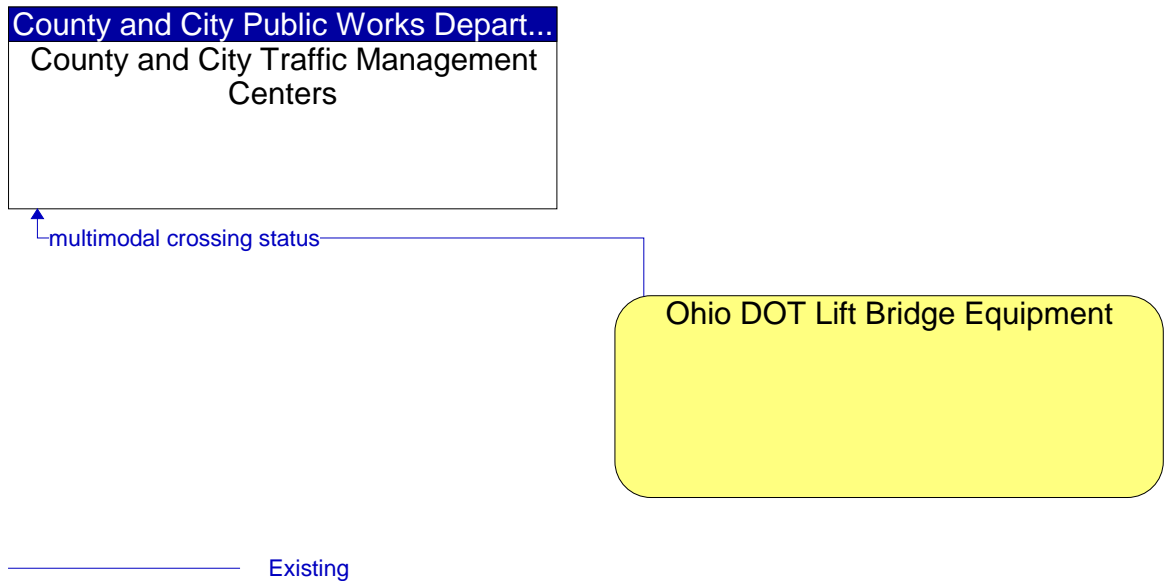 County and City Public Works Depart...
County and City Traffic Management
Centers
multimodal crossing status
Ohio DOT Lift Bridge Equipment
Existing